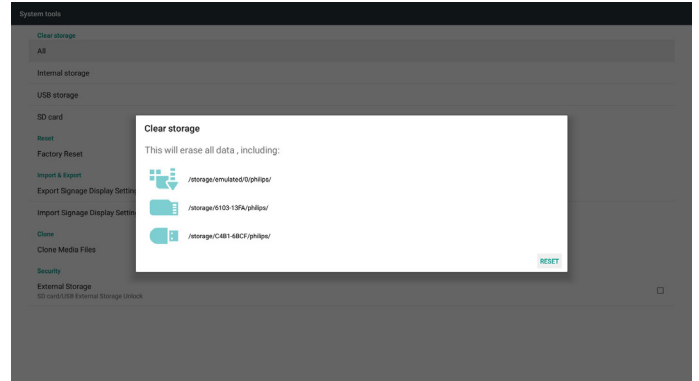 System tools
Clear storage
All
Internal storage
USB storage
SD card
Reset
Factory Reset
Import & Export
Export Signage Display Settin
Import Signage Display Settin
Clone
Clone Media Files
Security
External Storage
SD card/USB External Storage Unlock
Clear storage
This will erase all data , including:
/storage/emulated/0/philips/
/storage/6103-13FA/philips/
/storage/C4B1-6BCF/philips/
RESET